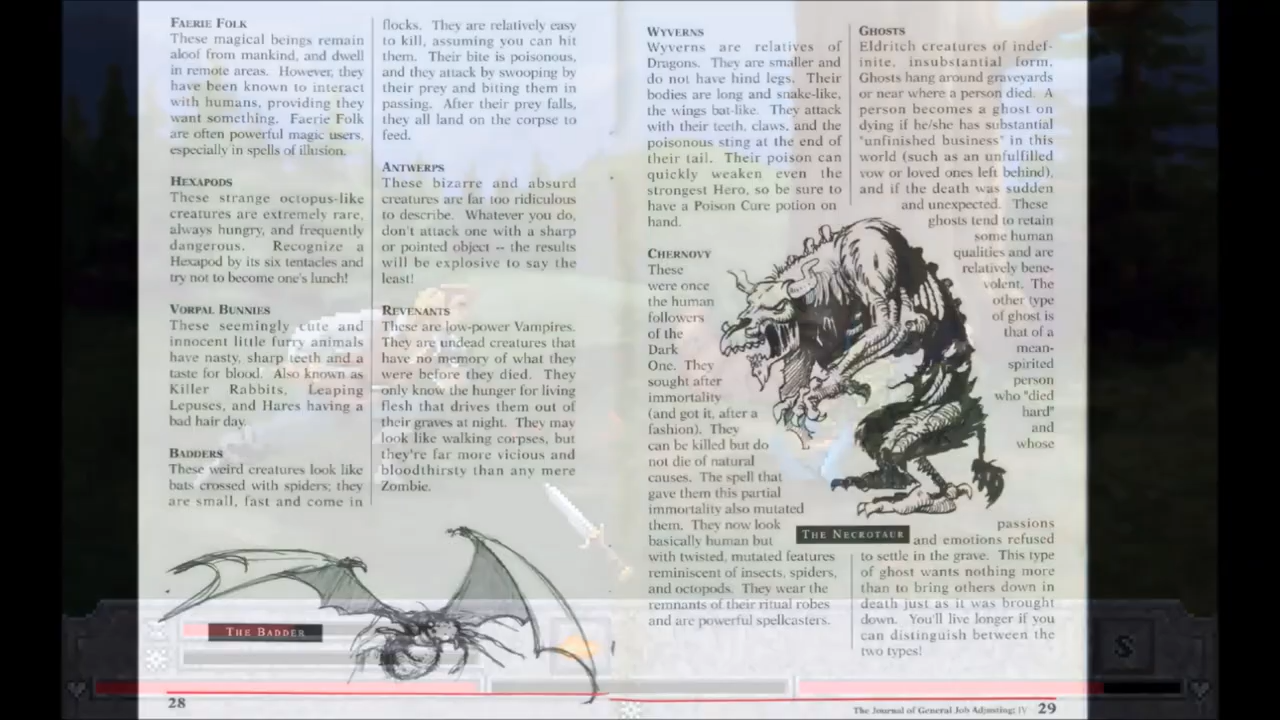 FAERIE FOLK
These magical beings remain
aloof from mankind, and dwell
in remote areas. However, they
have been known to interact
with humans, providing they
want something. Faerie Folk
are often powerful magic users,
especially in spells of illusion.
HEXAPODS
These strange octopus-like
creatures are extremely rare,
always hungry, and frequently
dangerous. Recognize a
Hexapod by its six tentacles and
try not to become one's lunch!
VORPAL BUNNIES
These seemingly cute and
innocent little furry animals
have nasty, sharp teeth and a
taste for blood. Also known as
Killer Rabbits, Leaping
Lepuses, and Hares having a
bad hair day.
BADDERS
These weird creatures look like
bats crossed with spiders; they
are small, fast and come in
flocks. They are relatively easy
to kill, assuming you can hit
them. Their bite is poisonous,
and they attack by swooping by
their prey and biting them in
passing. After their prey falls,
they all land on the corpse to
feed.
ANTWERPS
These bizarre and absurd
creatures are far too ridiculous
to describe. Whatever you do,
don't attack one with a sharp
or pointed object -- the results
will be explosive to say the
least!
REVENANTS
These are low-power Vampires.
They are undead creatures that
have no memory of what they
were before they died. They
only know the hunger for living
flesh that drives them out of
their graves at night. They may
look like walking corpses, but
they're far more vicious and
bloodthirsty than any mere
Zombie.
THE BADDER
28
WYVERNS
Wyverns are relatives of
Dragons. They are smaller and
do not have hind legs. Their
bodies are long and snake-like,
the wings bat-like. They attack
with their teeth, claws, and the
poisonous sting at the end of
their tail. Their poison can
quickly weaken even the
strongest Hero, so be sure to
have a Poison Cure potion on
hand.
CHERNOVY
These
were once
the human
followers
of the
Dark
One. They
sought after
immortality
(and got it, after a
fashion). They
can be killed but do
not die of natural
causes. The spell that
gave them this partial
immortality also mutated
them. They now look
basically human but
with twisted, mutated features
reminiscent of insects, spiders,
and octopods. They wear the
remnants of their ritual robes
and are powerful spellcasters.
GHOSTS
Eldritch creatures of indef-
inite, insubstantial form,
Ghosts hang around graveyards
or near where a person died. A
person becomes a ghost on
dying if he/she has substantial
"unfinished business" in this
world (such as an unfulfilled
vow or loved ones left behind),
and if the death was sudden
and unexpected. These
ghosts tend to retain
some human
qualities and are
relatively bene-
volent. The
other type
of ghost is
that of a
mean-
spirited
person
who "died
hard"
and
whose
passions
and emotions refused
to settle in the grave. This type
of ghost wants nothing more
than to bring others down in
death just as it was brought
down. You'll live longer if you
can distinguish between the
two types!
THE NECROTAUR
S
The Journal of General Job Adjusting: IV 29